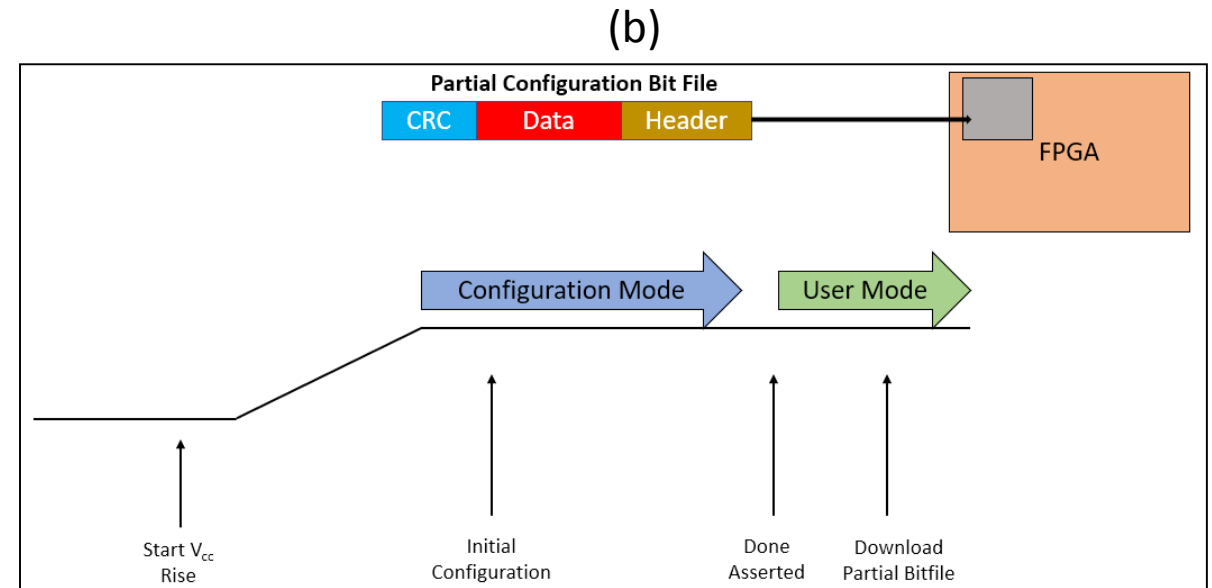 (b)
Partial Configuration Bit File
CRC Data Header
FPGA
Configuration Mode
User Mode
Start Vcc
Rise
Initial
Configuration
Done
Asserted
Download
Partial Bitfile